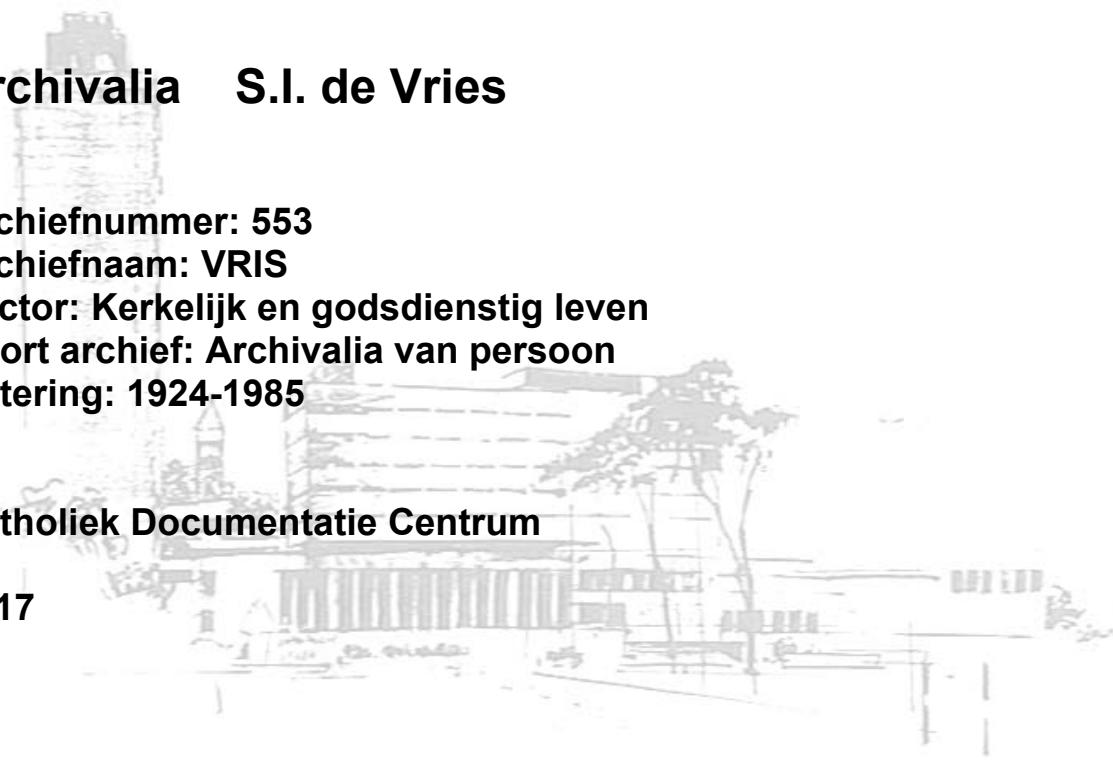 rchivalia S.I. de Vries
chiefnummer: 553
chiefnaam: VRIS
ctor: Kerkelijk en godsdienstig leven
ort archief: Archivalia van persoon
tering: 1924-1985
tholiek Documentatie Centrum
17